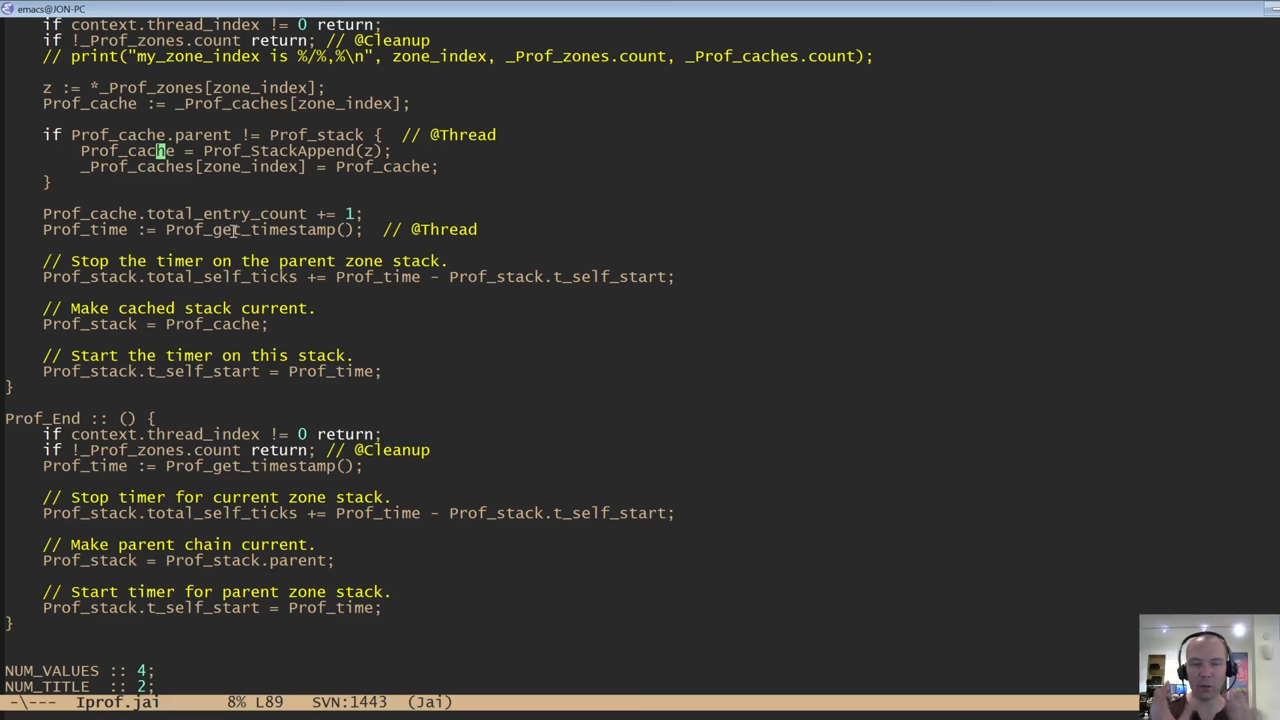 emacs@JON-PC
if context.thread_index != 0 return;
if !_Prof_zones.count return; // @Cleanup
// print("my_zone_index is %/%,%\n", zone_index, _Prof_zones.count, _Prof_caches.count);
z := *_Prof_zones[zone_index];
Prof_cache := _Prof_caches[zone_index];
if Prof_cache.parent != Prof_stack {  // @Thread
Prof_cache = Prof_StackAppend(z);
_Prof_caches[zone_index] = Prof_cache;
}
Prof_cache.total_entry_count += 1;
Prof_time := Prof_get_timestamp();  // @Thread
// Stop the timer on the parent zone stack.
Prof_stack.total_self_ticks += Prof_time - Prof_stack.t_self_start;
// Make cached stack current.
Prof_stack = Prof_cache;
// Start the timer on this stack.
Prof_stack.t_self_start = Prof_time;
}
Prof_End :: () {
if context.thread_index != 0 return;
if !_Prof_zones.count return; // @Cleanup
Prof_time := Prof_get_timestamp();
// Stop timer for current zone stack.
Prof_stack.total_self_ticks += Prof_time - Prof_stack.t_self_start;
// Make parent chain current.
Prof_stack = Prof_stack.parent;
// Start timer for parent zone stack.
Prof_stack.t_self_start = Prof_time;
}
NUM_VALUES :: 4;
NUM_TITLE  :: 2;
-\---  Iprof.jai  8% L89  SVN:1443  (Jai)